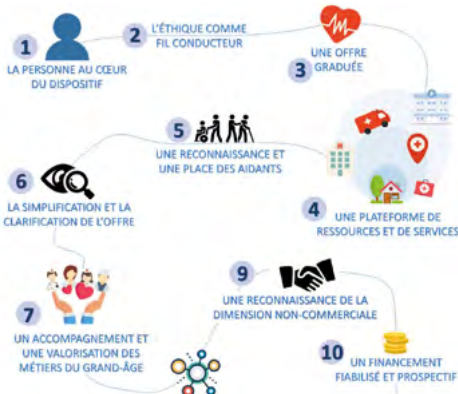 1
LA PERSONNE AU CŒUR
DU DISPOSITIF
2
L'ÉTHIQUE COMME
FIL CONDUCTEUR
3
UNE OFFRE
GRADUÉE
4
UNE PLATEFORME DE
RESSOURCES ET DE SERVICES
5
UNE RECONNAISSANCE ET
UNE PLACE DES AIDANTS
6
LA SIMPLIFICATION ET LA
CLARIFICATION DE L'OFFRE
7
UN ACCOMPAGNEMENT ET
UNE VALORISATION DES
MÉTIERS DU GRAND-ÂGE
9
UNE RECONNAISSANCE DE LA
DIMENSION NON-COMMERCIALE
10
UN FINANCEMENT
FIABILISÉ ET PROSPECTIF